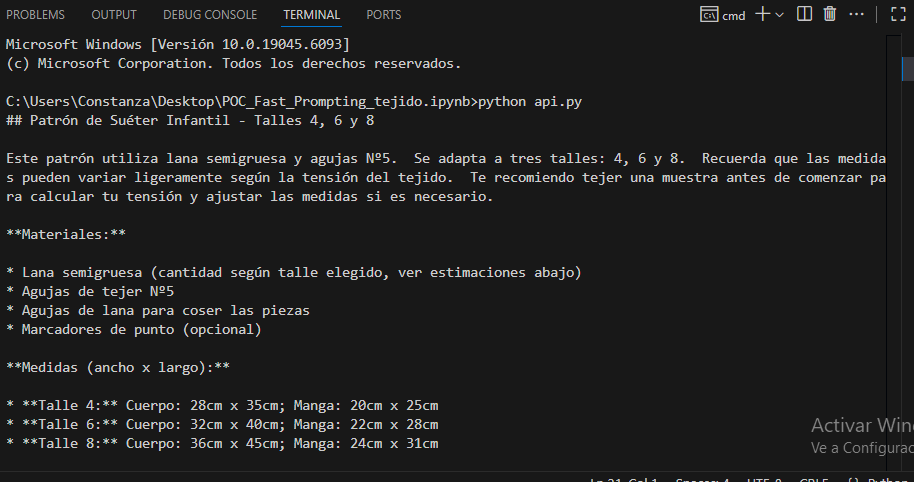 PROBLEMS OUTPUT DEBUG CONSOLE TERMINAL PORTS cmd
Microsoft Windows [Versión 10.0.19045.6093]
(c) Microsoft Corporation. Todos los derechos reservados.
C:\Users\Constanza\Desktop\POC_Fast_Prompting_tejido.ipynb>python api.py
## Patrón de Suéter Infantil - Talles 4, 6 y 8
Este patrón utiliza lana semigruesa y agujas Nº5.  Se adapta a tres talles: 4, 6 y 8.  Recuerda que las medida
s pueden variar ligeramente según la tensión del tejido.  Te recomiendo tejer una muestra antes de comenzar pa
ra calcular tu tensión y ajustar las medidas si es necesario.
**Materiales:**
* Lana semigruesa (cantidad según talle elegido, ver estimaciones abajo)
* Agujas de tejer Nº5
* Agujas de lana para coser las piezas
* Marcadores de punto (opcional)
**Medidas (ancho x largo):**
* **Talle 4:** Cuerpo: 28cm x 35cm; Manga: 20cm x 25cm
* **Talle 6:** Cuerpo: 32cm x 40cm; Manga: 22cm x 28cm
* **Talle 8:** Cuerpo: 36cm x 45cm; Manga: 24cm x 31cm
Activar Win
Ve a Configurac